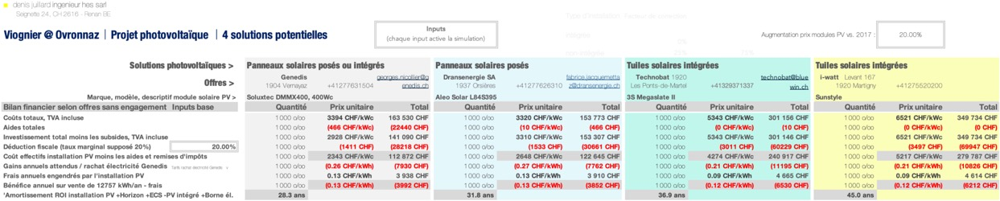 denis juillard ingenieur hes sarl
Seignette 24, CH 2616 - Renan BE
Viognier @ Ovronnaz | Projet photovoltaïque | 4 solutions potentielles
Inputs
(chaque input active la simulation)
Augmentation prix modules PV vs. 2017 : 20.00%
Solutions photovoltaïques > Panneaux solaires posés ou intégrés Panneaux solaires posés Tuiles solaires intégrées Tuiles solaires intégrées
Offres > Genedis georges.nicollier@g Dransenergie SA fabrice.jacquemetta Technobat 1920 technobat@blue i-watt Levant 167
1904 Vernayaz +41277631504 enedis.ch 1937 Orsières +41277626310 z@dransenergie.ch Les Ponts-de-Martel +41329371337 win.ch 1920 Martigny +41275520200
Marque, modèle, descriptif module solaire PV > Soluxtec DMMX400, 400Wc Aleo Solar L84S395 3S Megaslate II Sunstyle
Bilan financier selon offres sans engagement Inputs base Quantité Prix unitaire Total Quantité Prix unitaire Total Quantité Prix unitaire Total Quantité Prix unitaire Total
Coûts totaux, TVA incluse 1000 o/oo 3394 CHF/kWc 163 530 CHF 1000 o/oo 3320 CHF/kWc 153 773 CHF 1000 o/oo 5343 CHF/kWc 301 156 CHF 1000 o/oo 6521 CHF/kWc 349 734 CHF
Aides totales 1000 o/oo (466 CHF/kWc) (22440 CHF) 1000 o/oo (10 CHF/kWc) (466 CHF) 1000 o/oo (0 CHF/kWc) (10 CHF) 1000 o/oo (0 CHF/kWc) (0 CHF)
Investissement total moins les subsides, TVA incluse 1000 o/oo 2928 CHF/kWc 141 090 CHF 1000 o/oo 3310 CHF/kWc 153 307 CHF 1000 o/oo 5343 CHF/kWc 301 146 CHF 1000 o/oo 6521 CHF/kWc 349 734 CHF
Déduction fiscale (taux marginal supposé 20%) 20.00% 1000 o/oo (1411 CHF/kWc) (28218 CHF) 1000 o/oo (1533 CHF/kWc) (30661 CHF) 1000 o/oo (3011 CHF/kWc) (60229 CHF) 1000 o/oo (3497 CHF/kWc) (69947 CHF)
Coût effectifs installation PV moins les aides et remises d'impôts 1000 o/oo 2343 CHF/kWc 112 872 CHF 1000 o/oo 2648 CHF/kWc 122 645 CHF 1000 o/oo 4274 CHF/kWc 240 917 CHF 1000 o/oo 5217 CHF/kWc 279 787 CHF
Gains annuels attendus / rachat électricité Genedis Tarifs rachat électricité Genedis > 1000 o/oo (0.26 CHF/kWh) (7930 CHF) 1000 o/oo (0.27 CHF/kWh) (7762 CHF) 1000 o/oo (0.21 CHF/kWh) (11195 CHF) 1000 o/oo (0.21 CHF/kWh) (10826 CHF)
Frais annuels engendrés par l'installation PV 1000 o/oo 0.13 CHF/kWh 3 938 CHF 1000 o/oo 0.13 CHF/kWh 3 910 CHF 1000 o/oo 0.09 CHF/kWh 4 665 CHF 1000 o/oo 0.09 CHF/kWh 4 614 CHF
Bénéfice annuel sur vente de 12757 kWh/an - frais 1000 o/oo (0.13 CHF/kWh) (3992 CHF) 1000 o/oo (0.13 CHF/kWh) (3852 CHF) 1000 o/oo (0.12 CHF/kWh) (6530 CHF) 1000 o/oo (0.12 CHF/kWh) (6212 CHF)
'Amortissement ROI installation PV +Horizon +ECS -PV intégré +Borne él. 28.3 ans 31.8 ans 36.9 ans 45.0 ans